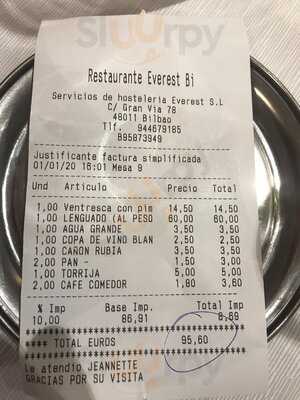 Sluurpy
Restaurante Everest Bi
Servicios de hosteleria Everest S.L
C/ Gran Via 78
48011 Bilbao
Tlf. 944679185
B95873949
Justificante factura simplificada
01/01/20 16:01 Mesa 9
Und Articulo Precio Total
1,00 Ventresca con pim 14,50 14,50
1,00 LENGUADO (AL PESO 60,00 60,00
1,00 AGUA GRANDE 3,50 3,50
1,00 COPA DE VINO BLAN 2,50 2,50
1,00 CAÑON RUBIA 3,50 3,50
2,00 PAN - 1,50 3,00
1,00 TORRIJA 5,00 5,00
2,00 CAFE COMEDOR 1,80 3,60
% Imp Base Imp. Total Imp
10,00 86,91 8,69
**** TOTAL EUROS 95,60
Le atendio JEANNETTE
GRACIAS POR SU VISITA